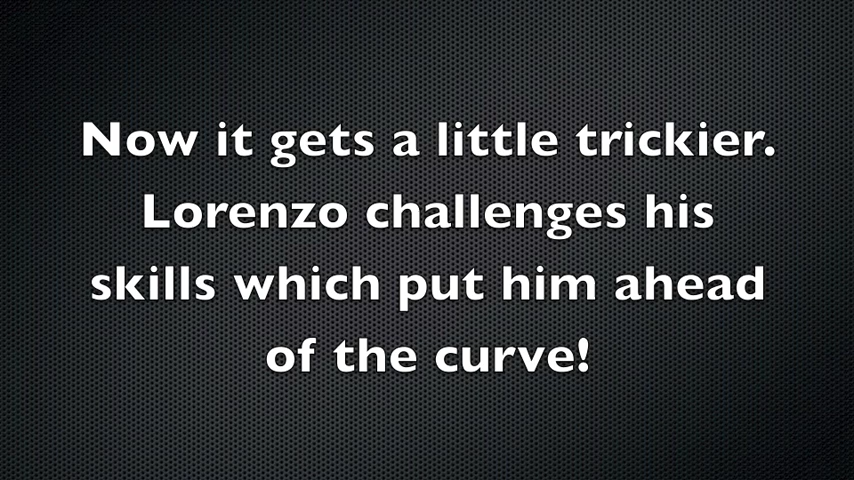 Now it gets a little trickier.
Lorenzo challenges his
skills which put him ahead
of the curve!